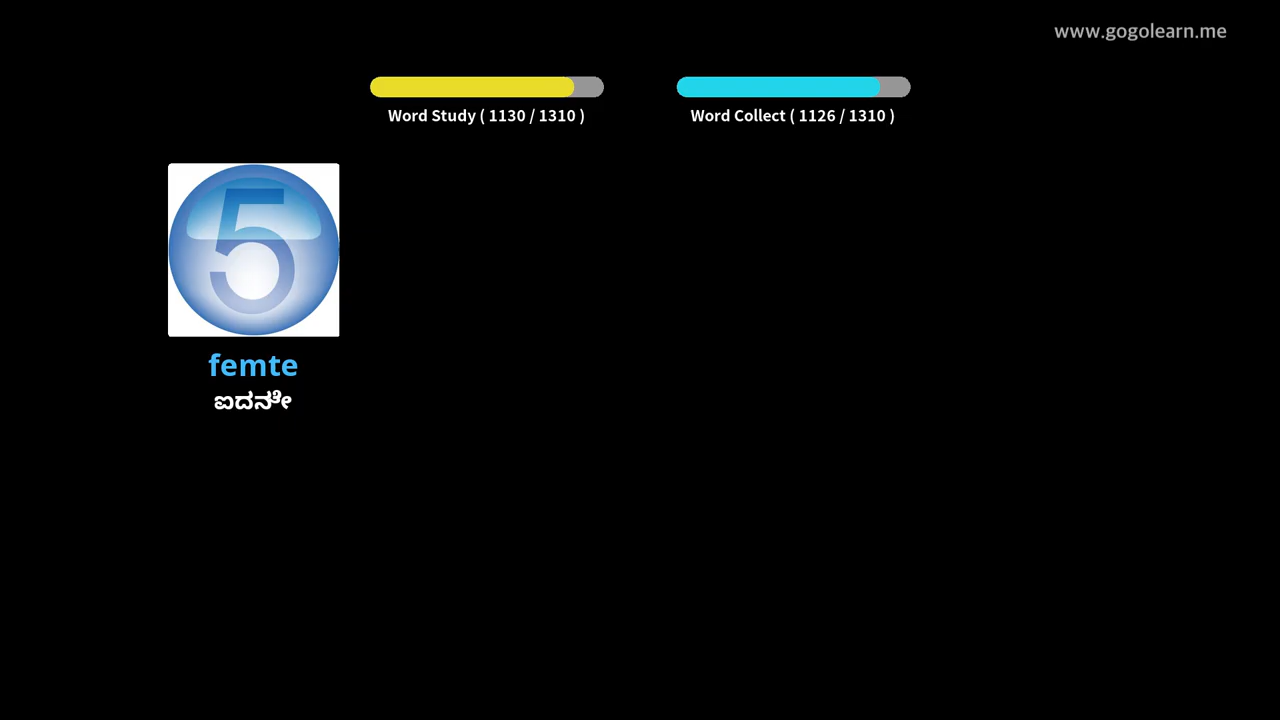 www.gogolearn.me
Word Study ( 1130 / 1310 )
Word Collect ( 1126 / 1310 )
5
femte
ಐದನೇ